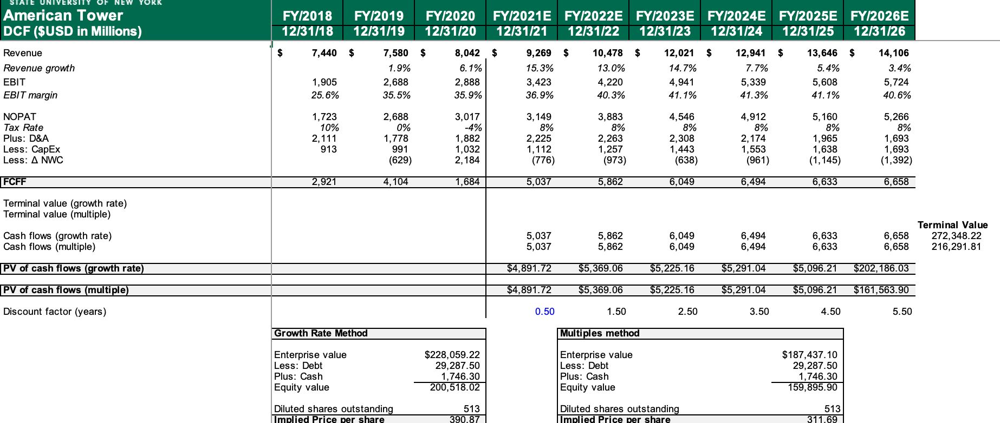 STATE UNIVERSITY OF NEW YORK
American Tower FY/2018 FY/2019 FY/2020 FY/2021E FY/2022E FY/2023E FY/2024E FY/2025E FY/2026E
DCF ($USD in Millions) 12/31/18 12/31/19 12/31/20 12/31/21 12/31/22 12/31/23 12/31/24 12/31/25 12/31/26
Revenue $ 7,440 $ 7,580 $ 8,042 $ 9,269 $ 10,478 $ 12,021 $ 12,941 $ 13,646 $ 14,106
Revenue growth 1.9% 6.1% 15.3% 13.0% 14.7% 7.7% 5.4% 3.4%
EBIT 1,905 2,688 2,888 3,423 4,220 4,941 5,339 5,608 5,724
EBIT margin 25.6% 35.5% 35.9% 36.9% 40.3% 41.1% 41.3% 41.1% 40.6%
NOPAT 1,723 2,688 3,017 3,149 3,883 4,546 4,912 5,160 5,266
Tax Rate 10% 0% -4% 8% 8% 8% 8% 8% 8%
Plus: D&A 2,111 1,778 1,882 2,225 2,263 2,308 2,174 1,965 1,693
Less: CapEx 913 991 1,032 1,112 1,257 1,443 1,553 1,638 1,693
Less: Δ NWC (629) 2,184 (776) (973) (638) (961) (1,145) (1,392)
FCFF 2,921 4,104 1,684 5,037 5,862 6,049 6,494 6,633 6,658
Terminal value (growth rate)
Terminal value (multiple)
Terminal Value
Cash flows (growth rate) 5,037 5,862 6,049 6,494 6,633 6,658 272,348.22
Cash flows (multiple) 5,037 5,862 6,049 6,494 6,633 6,658 216,291.81
PV of cash flows (growth rate) $4,891.72 $5,369.06 $5,225.16 $5,291.04 $5,096.21 $202,186.03
PV of cash flows (multiple) $4,891.72 $5,369.06 $5,225.16 $5,291.04 $5,096.21 $161,563.90
Discount factor (years) 0.50 1.50 2.50 3.50 4.50 5.50
Growth Rate Method Multiples method
Enterprise value $228,059.22 Enterprise value $187,437.10
Less: Debt 29,287.50 Less: Debt 29,287.50
Plus: Cash 1,746.30 Plus: Cash 1,746.30
Equity value 200,518.02 Equity value 159,895.90
Diluted shares outstanding 513 Diluted shares outstanding 513
Implied Price per share 390.87 Implied Price per share 311.69